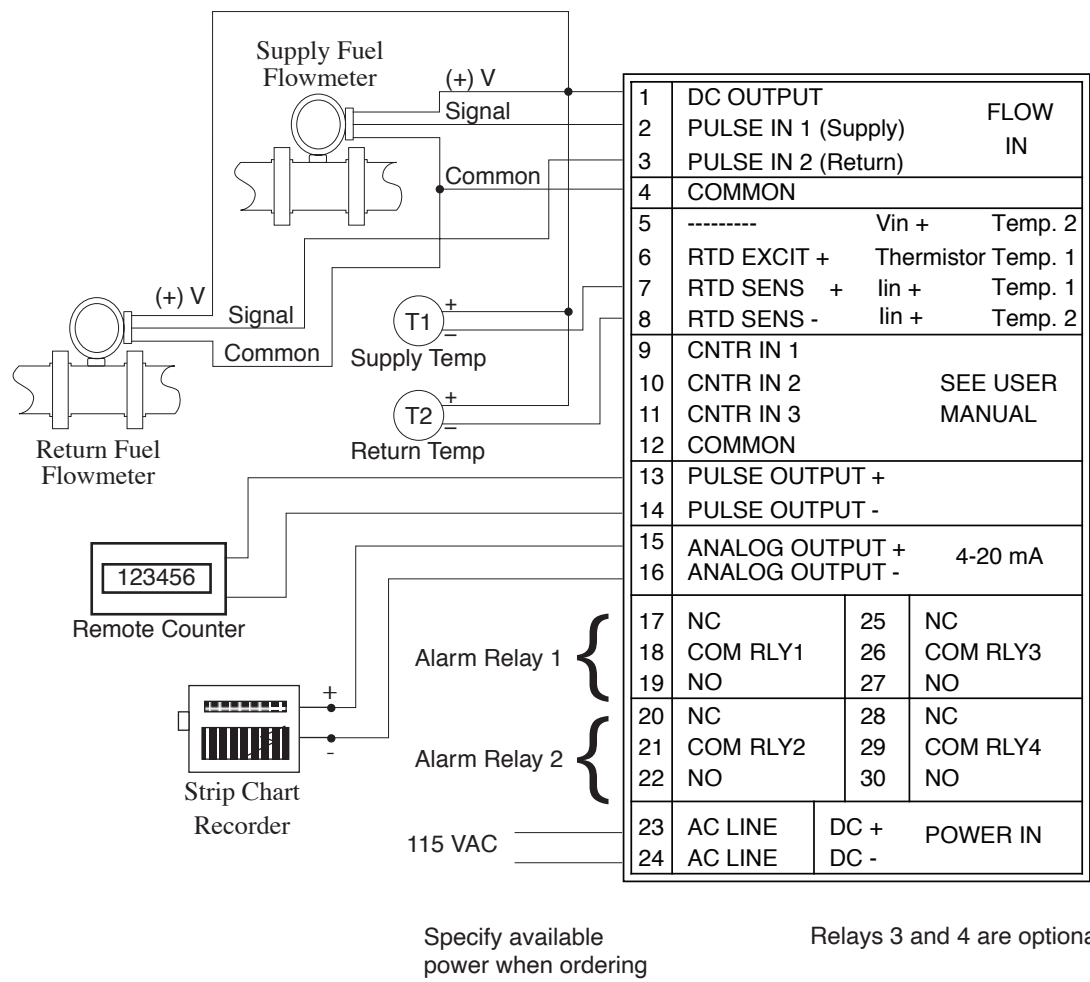 Supply Fuel
Flowmeter
(+) V
Signal
Common
(+) V
Signal
Common
Return Fuel
Flowmeter
T1
+
–
Supply Temp
T2
+
–
Return Temp
123456
Remote Counter
+
-
Strip Chart
Recorder
Alarm Relay 1
Alarm Relay 2
115 VAC
1 DC OUTPUT
2 PULSE IN 1 (Supply)
3 PULSE IN 2 (Return)
FLOW
IN
4 COMMON
5 --------- Vin + Temp. 2
6 RTD EXCIT + Thermistor Temp. 1
7 RTD SENS + Iin + Temp. 1
8 RTD SENS - Iin + Temp. 2
9 CNTR IN 1
10 CNTR IN 2
11 CNTR IN 3
12 COMMON
SEE USER
MANUAL
13 PULSE OUTPUT +
14 PULSE OUTPUT -
15 ANALOG OUTPUT +
16 ANALOG OUTPUT -
4-20 mA
17 NC 25 NC
18 COM RLY1 26 COM RLY3
19 NO 27 NO
20 NC 28 NC
21 COM RLY2 29 COM RLY4
22 NO 30 NO
23 AC LINE DC +
24 AC LINE DC -
POWER IN
Specify available
power when ordering
Relays 3 and 4 are optiona